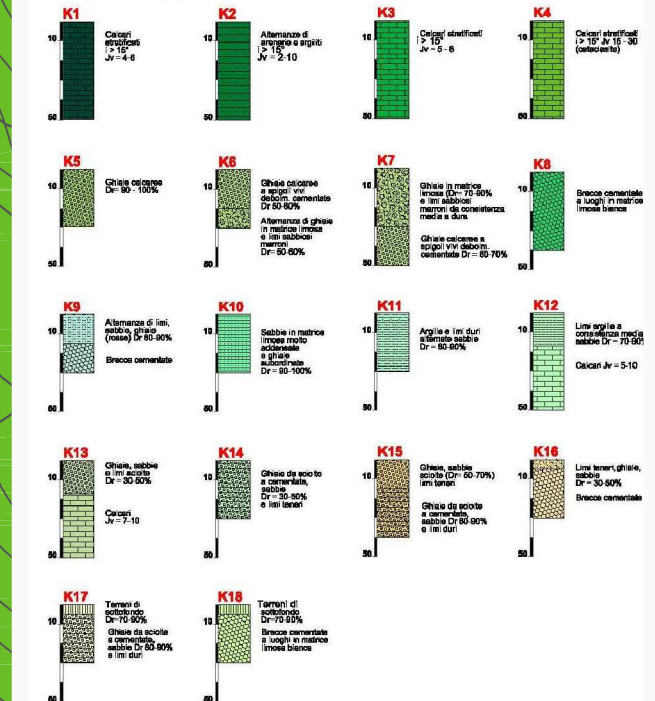 K1
10
50
Calcari
stratificati
i > 15°
Jv = 4-6
K2
10
50
Alternanze di
arenarie e argilliti
i > 15°
Jv = 2-10
K3
10
50
Calcari stratificati
i > 15°
Jv = 5 - 8
K4
10
50
Calcari stratificati
i > 15° Jv 15 - 30
(cataclasite)
K5
10
50
Ghiaie calcaree
Dr= 90 - 100%
K6
10
50
Ghiaie calcaree
a spigoli vivi
debolm. cementate
Dr 50-60%
Alternanza di ghiaie
in matrice limosa
e limi sabbiosi
marroni
Dr= 50-60%
K7
10
50
Ghiaie in matrice
limosa (Dr= 70-90%
e limi sabbiosi
marroni da consistenza
media a dura
Ghiaie calcaree a
spigoli vivi debolm.
cementate Dr = 60-70%
K8
10
50
Brecce cementate
a luoghi in matrice
limosa bianca
K9
10
50
Alternanze di limi,
sabbie, ghiaie
(rosse) Dr 80-90%
Brecce cementate
K10
10
50
Sabbie in matrice
limosa molto
addensate
e ghiaie
subordinate
Dr = 90-100%
K11
10
50
Argille e limi duri
alternate sabbie
Dr = 80-90%
K12
10
50
Limi argille a
consistenza media
sabbie Dr = 70-90%
Calcari Jv = 5-10
K13
10
50
Ghiaie, sabbie
e limi sciolte
Dr = 30-50%
Calcari
Jv = 7-10
K14
10
50
Ghiaie da sciolte
a cementate,
sabbie
Dr = 30-50%
e limi teneri
K15
10
50
Ghiaie, sabbie
sciolte (Dr= 50-70%)
limi teneri
Ghiaie da sciolte
a cementate,
sabbie Dr 80-90%
e limi duri
K16
10
50
Limi teneri, ghiaie,
sabbie
Dr = 30-50%
Brecce cementate
K17
10
50
Terreni di
sottofondo
Dr=70-90%
Ghiaie da sciolte
a cementate,
sabbie Dr 80-90%
e limi duri
K18
10
50
Terreni di
sottofondo
Dr=70-90%
Brecce cementate
a luoghi in matrice
limosa bianca